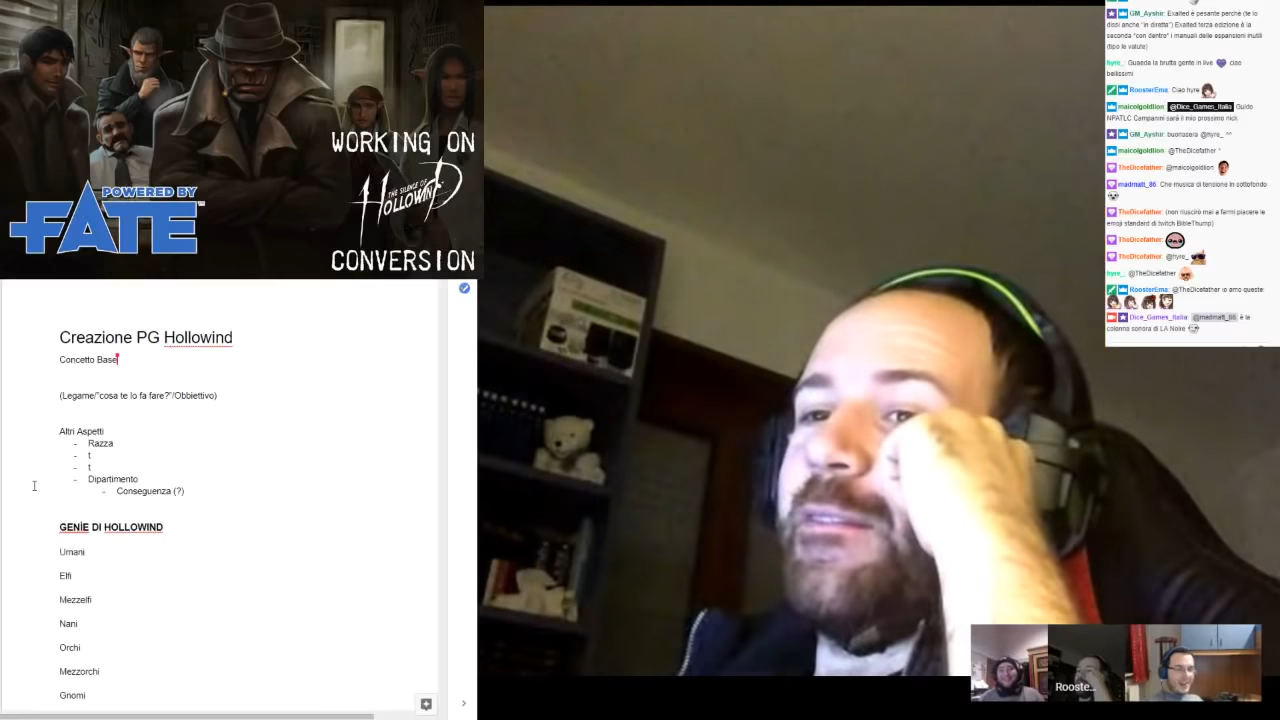 WORKING ON
THE SILENCE OF
HOLLOWIND
CONVERSION
POWERED BY
FATE™
Creazione PG Hollowind
Concetto Base
(Legame/"cosa te lo fa fare?"/Obbiettivo)
Altri Aspetti
- Razza
- t
- t
- Dipartimento
- Conseguenza (?)
GENÌE DI HOLLOWIND
Umani
Elfi
Mezzelfi
Nani
Orchi
Mezzorchi
Gnomi
GM_Ayshir: Exalted è pesante perchè (te lo
dissi anche "in diretta") Exalted terza edizione è la
seconda "con dentro" i manuali delle espansioni inutili
(tipo le valute)
hyre_: Guarda la brutta gente in live ciao
bellissimi
RoosterEma: Ciao hyre
maicolgoldlion: @Dice_Games_Italia Guido
NPATLC Campanini sarà il mio prossimo nick.
GM_Ayshir: buonasera @hyre_ ^^
maicolgoldlion: @TheDicefather ^
TheDicefather: @maicolgoldlion
madmatt_86: Che musica di tensione in sottofondo
TheDicefather: (non riuscirò mai a farmi piacere le
emoji standard di twitch BibleThump)
TheDicefather:
TheDicefather: @hyre_
hyre_: @TheDicefather
RoosterEma: @TheDicefather io amo queste:
Dice_Games_Italia: @madmatt_86 è la
colonna sonora di LA Noire
Rooste...